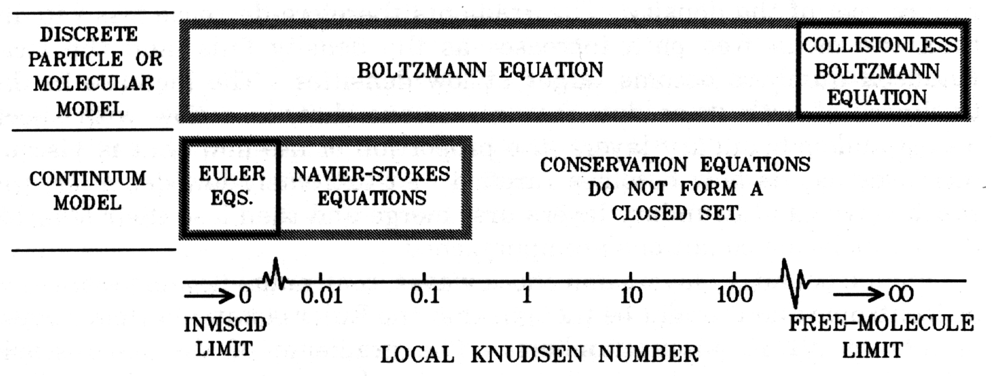 DISCRETE
PARTICLE OR
MOLECULAR
MODEL
BOLTZMANN EQUATION
COLLISIONLESS
BOLTZMANN
EQUATION
CONTINUUM
MODEL
EULER
EQS.
NAVIER-STOKES
EQUATIONS
CONSERVATION EQUATIONS
DO NOT FORM A
CLOSED SET
→0 0.01 0.1 1 10 100 →∞
INVISCID
LIMIT
LOCAL KNUDSEN NUMBER
FREE-MOLECULE
LIMIT